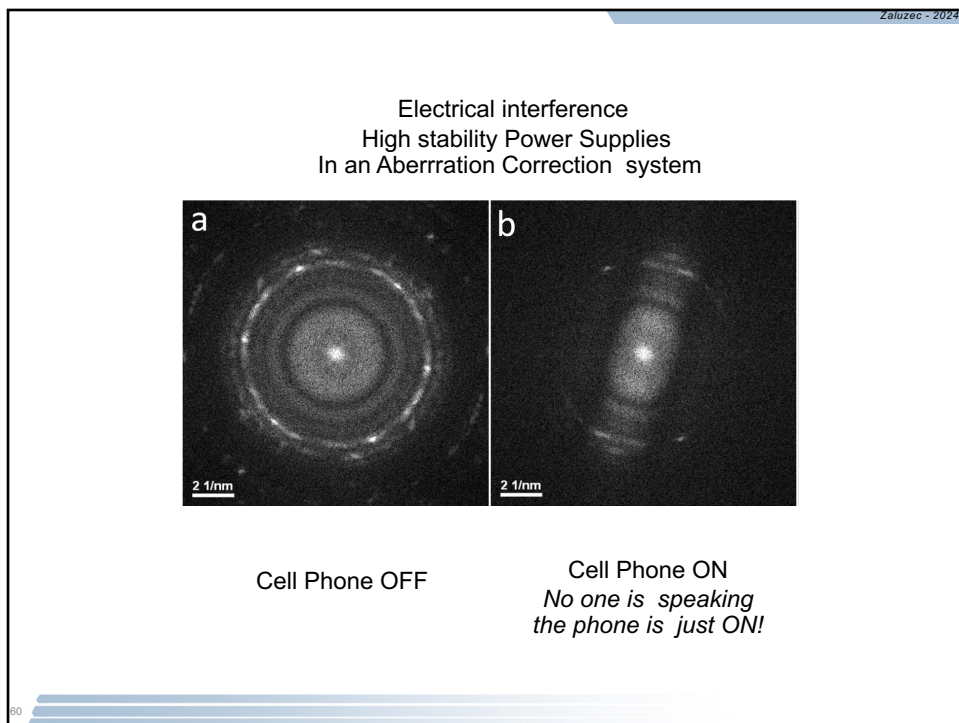 Zaluzec - 2024
Electrical interference
High stability Power Supplies
In an Aberrration Correction system
a
b
2 1/nm
2 1/nm
Cell Phone OFF
Cell Phone ON
No one is speaking
the phone is just ON!
60